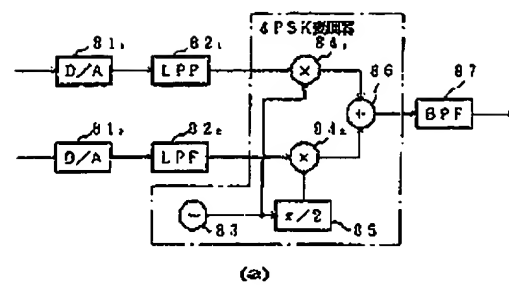 4PSK変調器
81₁
82₁
84₁
D/A
LPF
×
86
87
+
BPF
81₂
82₂
84₂
D/A
LPF
×
~
π/2
83
85
(a)